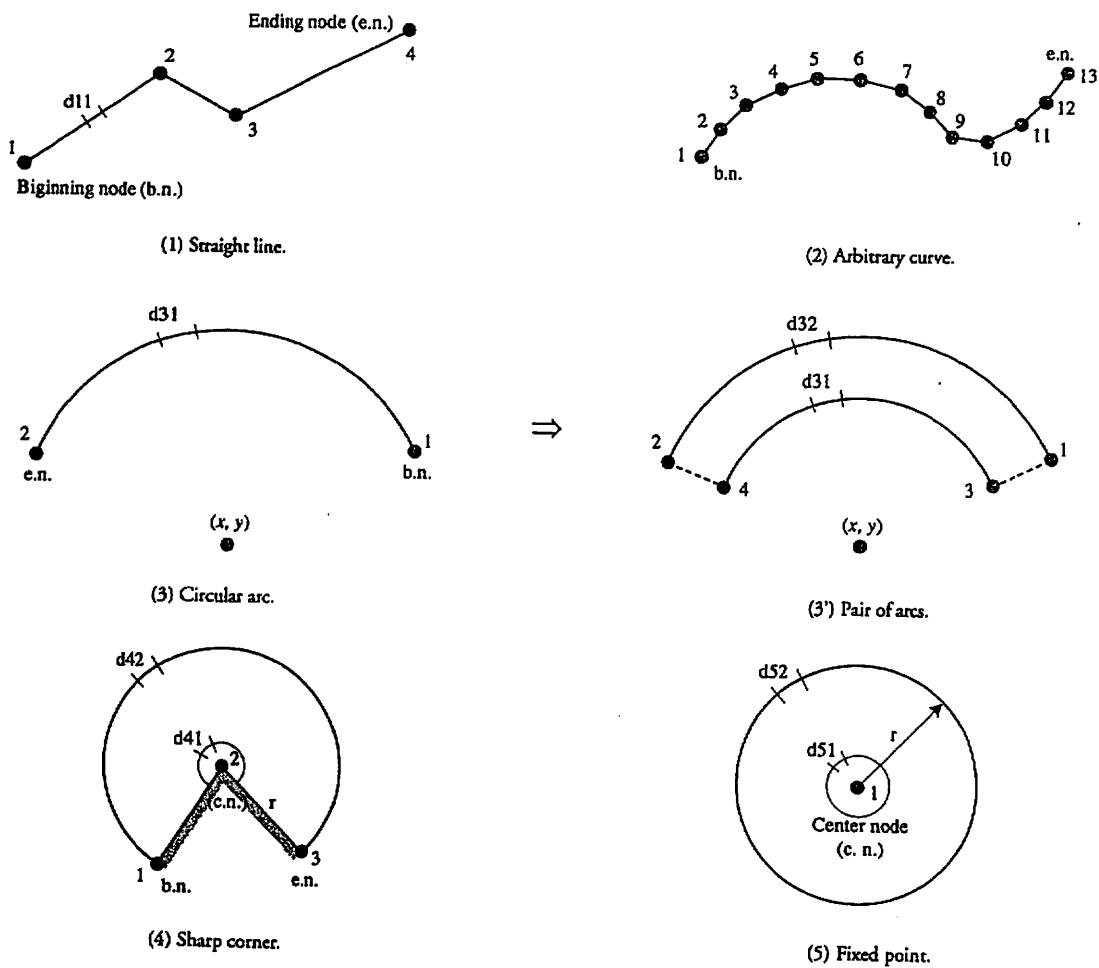 Ending node (e.n.)
4
2
d11
3
1
Biginning node (b.n.)
(1) Straight line.
e.n.
13
12
11
10
9
8
7
6
5
4
3
2
1
b.n.
(2) Arbitrary curve.
d31
2
e.n.
1
b.n.
(x, y)
(3) Circular arc.
⇒
d32
d31
2
4
3
1
(x, y)
(3') Pair of arcs.
d42
d41
2
(c.n.)
r
1
b.n.
3
e.n.
(4) Sharp corner.
d52
r
d51
1
Center node
(c. n.)
(5) Fixed point.